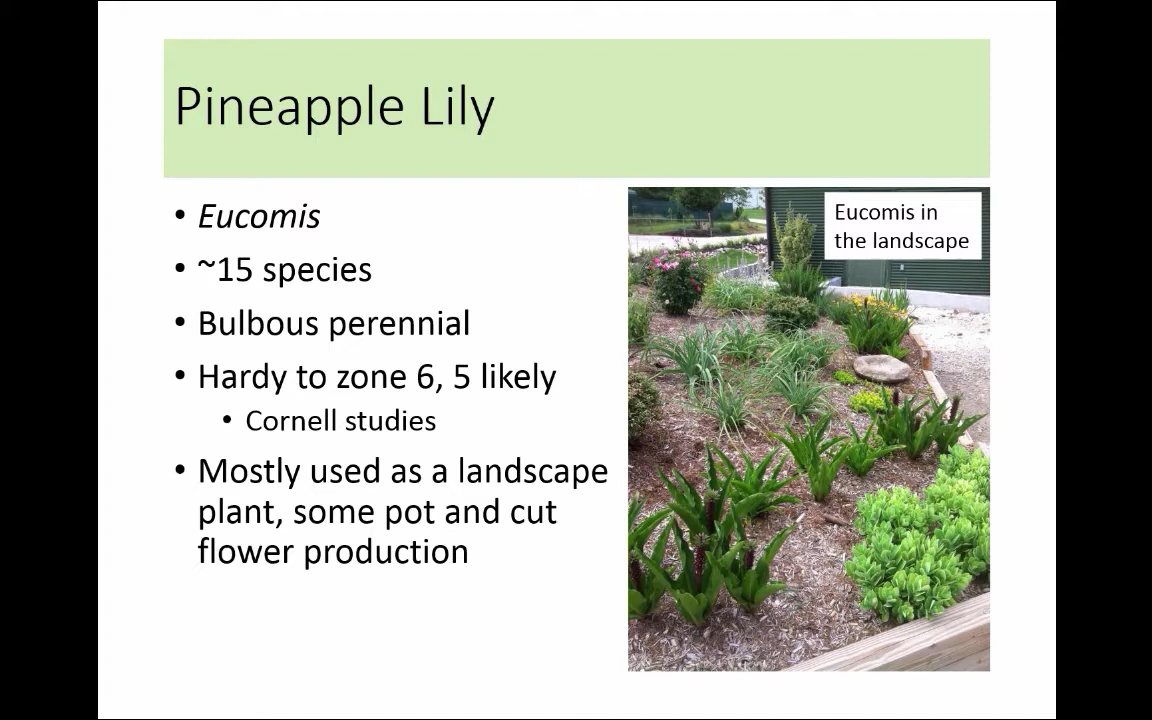 Pineapple Lily
• Eucomis
• ~15 species
• Bulbous perennial
• Hardy to zone 6, 5 likely
• Cornell studies
• Mostly used as a landscape
plant, some pot and cut
flower production
Eucomis in
the landscape